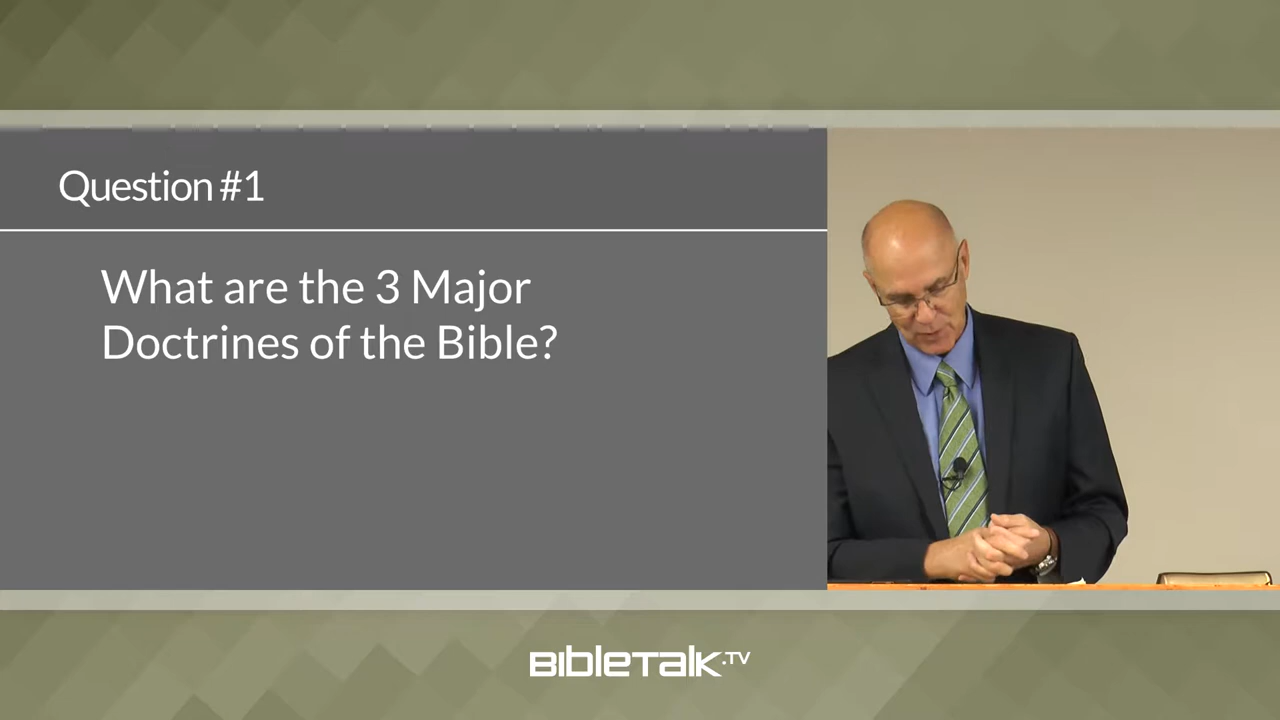 Question #1
What are the 3 Major
Doctrines of the Bible?
BibleTalk.TV